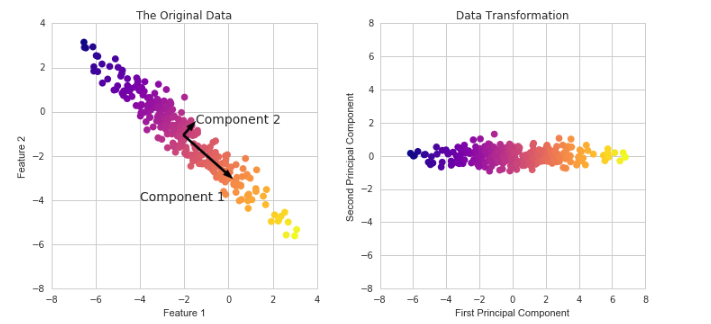 The Original Data
4
2
0
−2
−4
−6
−8
Feature 2
Component 2
Component 1
−8 −6 −4 −2 0 2 4
Feature 1
Data Transformation
8
6
4
2
0
−2
−4
−6
−8
Second Principal Component
−8 −6 −4 −2 0 2 4 6 8
First Principal Component